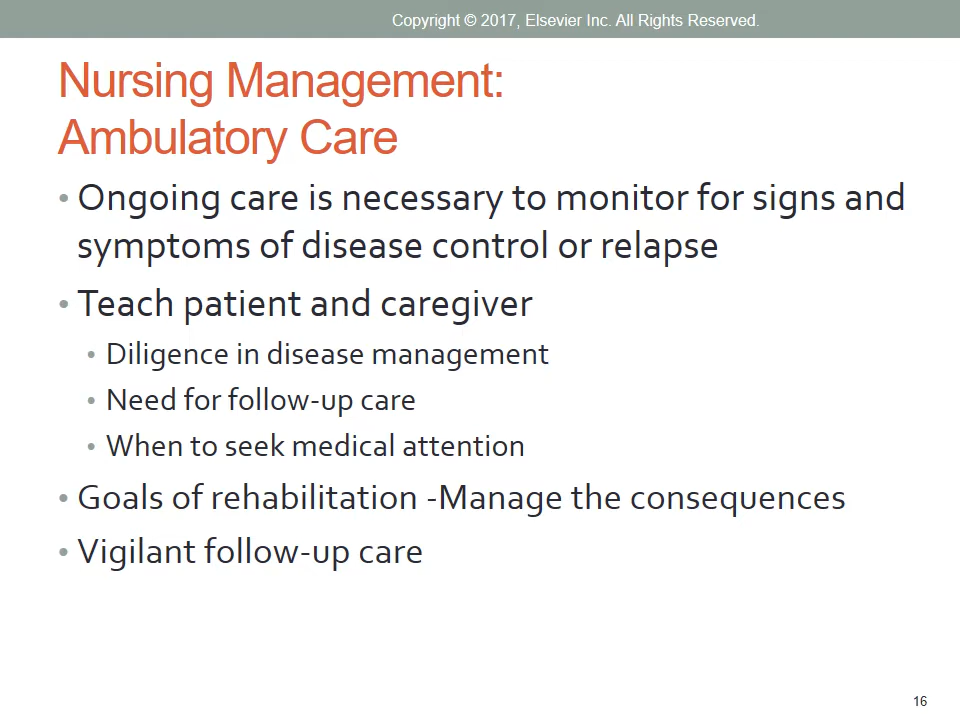 Copyright © 2017, Elsevier Inc. All Rights Reserved.
Nursing Management:
Ambulatory Care
• Ongoing care is necessary to monitor for signs and
symptoms of disease control or relapse
• Teach patient and caregiver
• Diligence in disease management
• Need for follow-up care
• When to seek medical attention
• Goals of rehabilitation -Manage the consequences
• Vigilant follow-up care
16